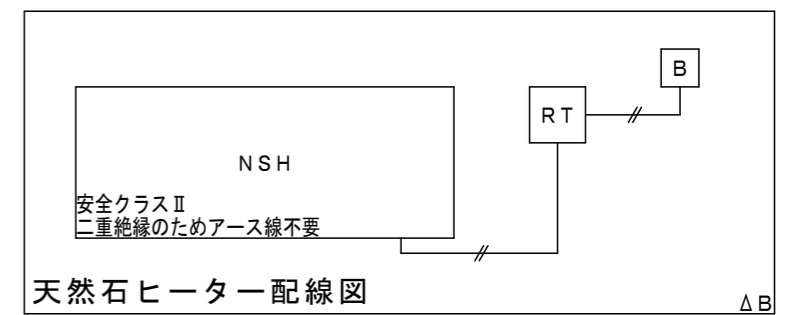 B
RT
NSH
安全クラスⅡ
二重絶縁のためアース線不要
天然石ヒーター配線図
ΔB